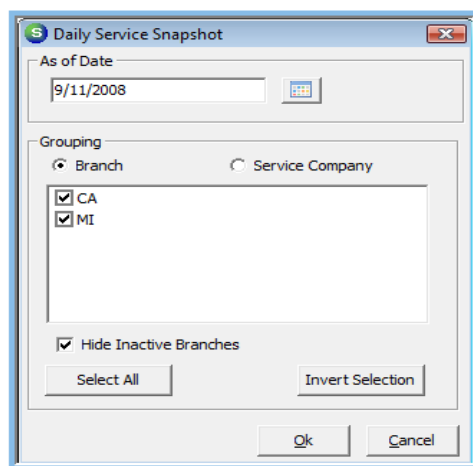 Daily Service Snapshot
As of Date
9/11/2008
Grouping
Branch Service Company
CA
MI
Hide Inactive Branches
Select All Invert Selection
Ok Cancel